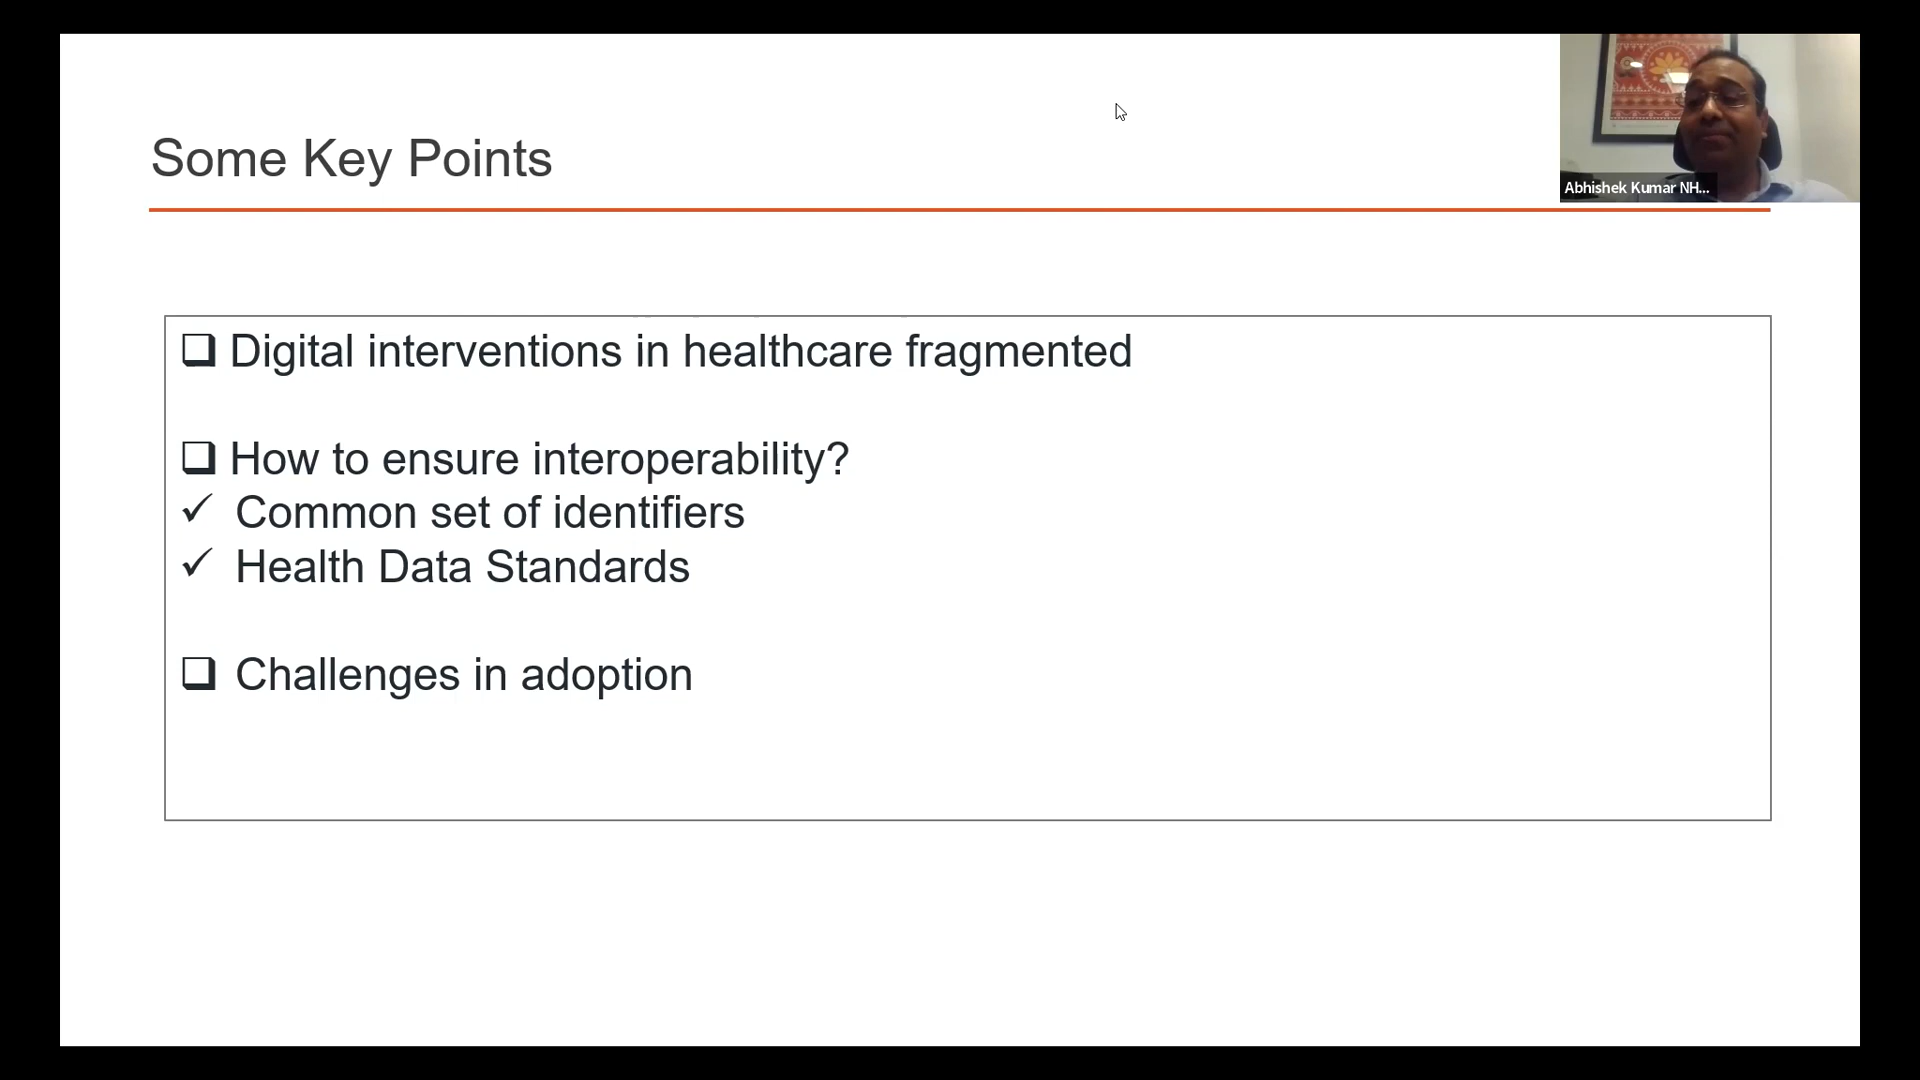 Some Key Points
Abhishek Kumar NH...
❑ Digital interventions in healthcare fragmented
❑ How to ensure interoperability?
✓ Common set of identifiers
✓ Health Data Standards
❑ Challenges in adoption